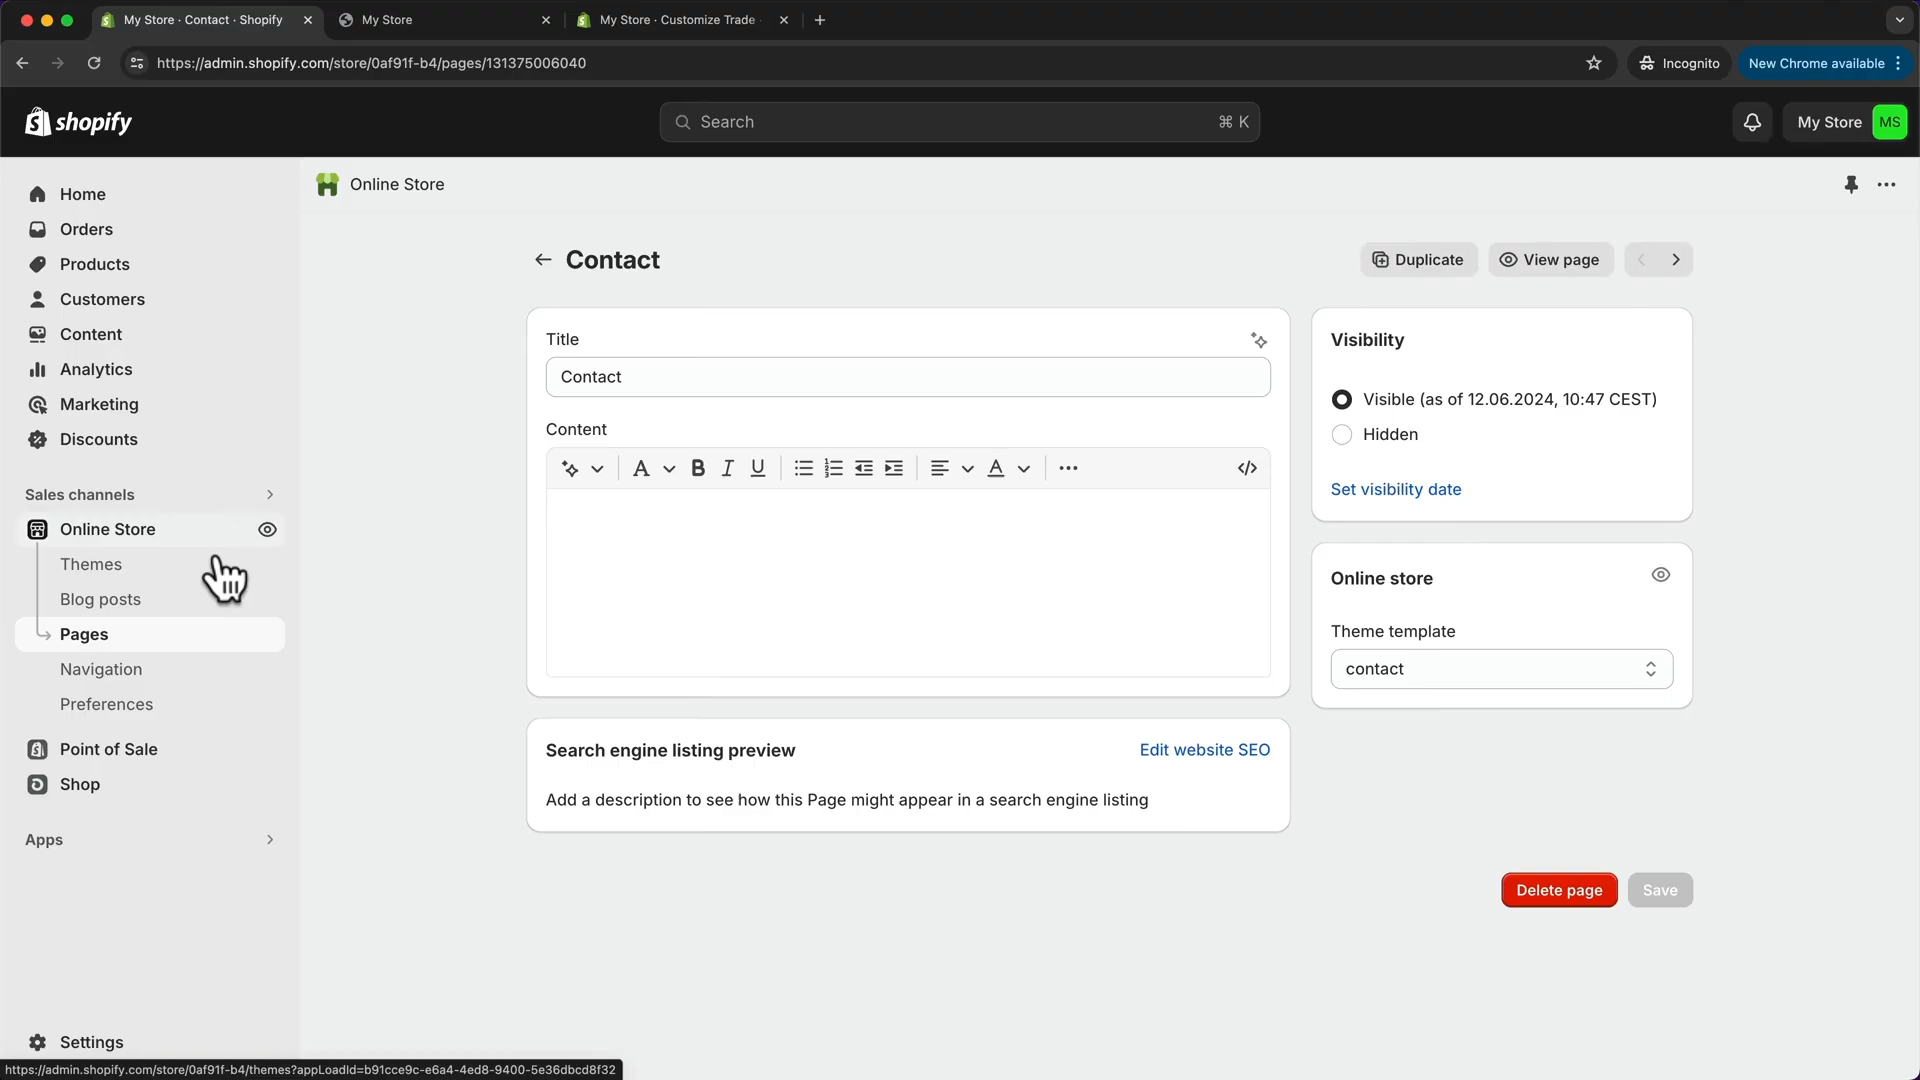 My Store · Contact · Shopify
My Store
My Store · Customize Trade
https://admin.shopify.com/store/0af91f-b4/pages/131375006040
Incognito
New Chrome available
shopify
Search
⌘ K
My Store
MS
Home
Orders
Products
Customers
Content
Analytics
Marketing
Discounts
Sales channels
Online Store
Themes
Blog posts
Pages
Navigation
Preferences
Point of Sale
Shop
Apps
Settings
https://admin.shopify.com/store/0af91f-b4/themes?appLoadId=b91cce9c-e6a4-4ed8-9400-5e36dbcd8f32
Online Store
Contact
Duplicate
View page
Title
Contact
Content
A
B
I
U
A
Search engine listing preview
Edit website SEO
Add a description to see how this Page might appear in a search engine listing
Visibility
Visible (as of 12.06.2024, 10:47 CEST)
Hidden
Set visibility date
Online store
Theme template
contact
Delete page
Save